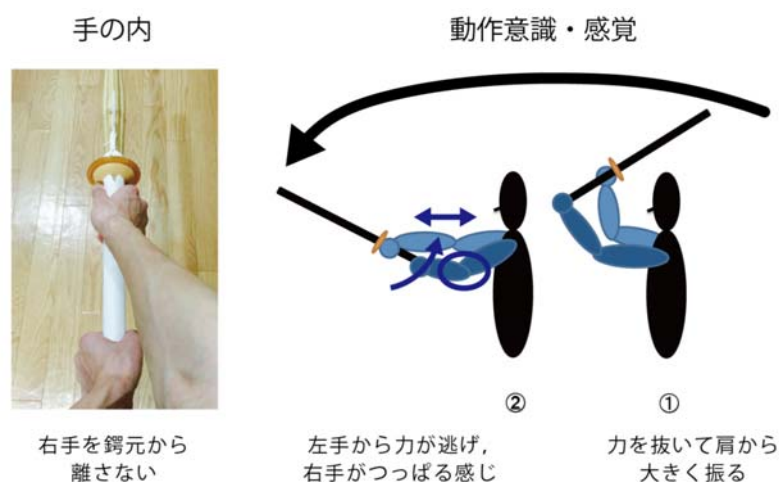 手の内
動作意識・感覚
②
①
右手を鍔元から
離さない
左手から力が逃げ，
右手がつっぱる感じ
力を抜いて肩から
大きく振る